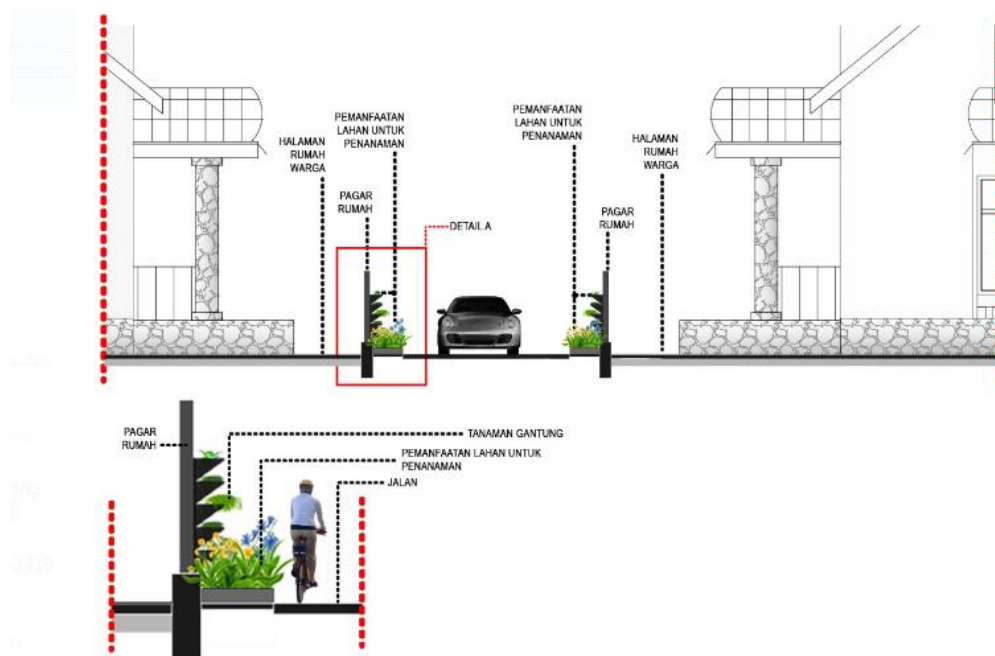 PEMANFAATAN
LAHAN UNTUK
PENANAMAN
HALAMAN
RUMAH
WARGA
PAGAR
RUMAH
DETAIL A
PEMANFAATAN
LAHAN UNTUK
PENANAMAN
HALAMAN
RUMAH
WARGA
PAGAR
RUMAH
PAGAR
RUMAH
TANAMAN GANTUNG
PEMANFAATAN LAHAN UNTUK
PENANAMAN
JALAN